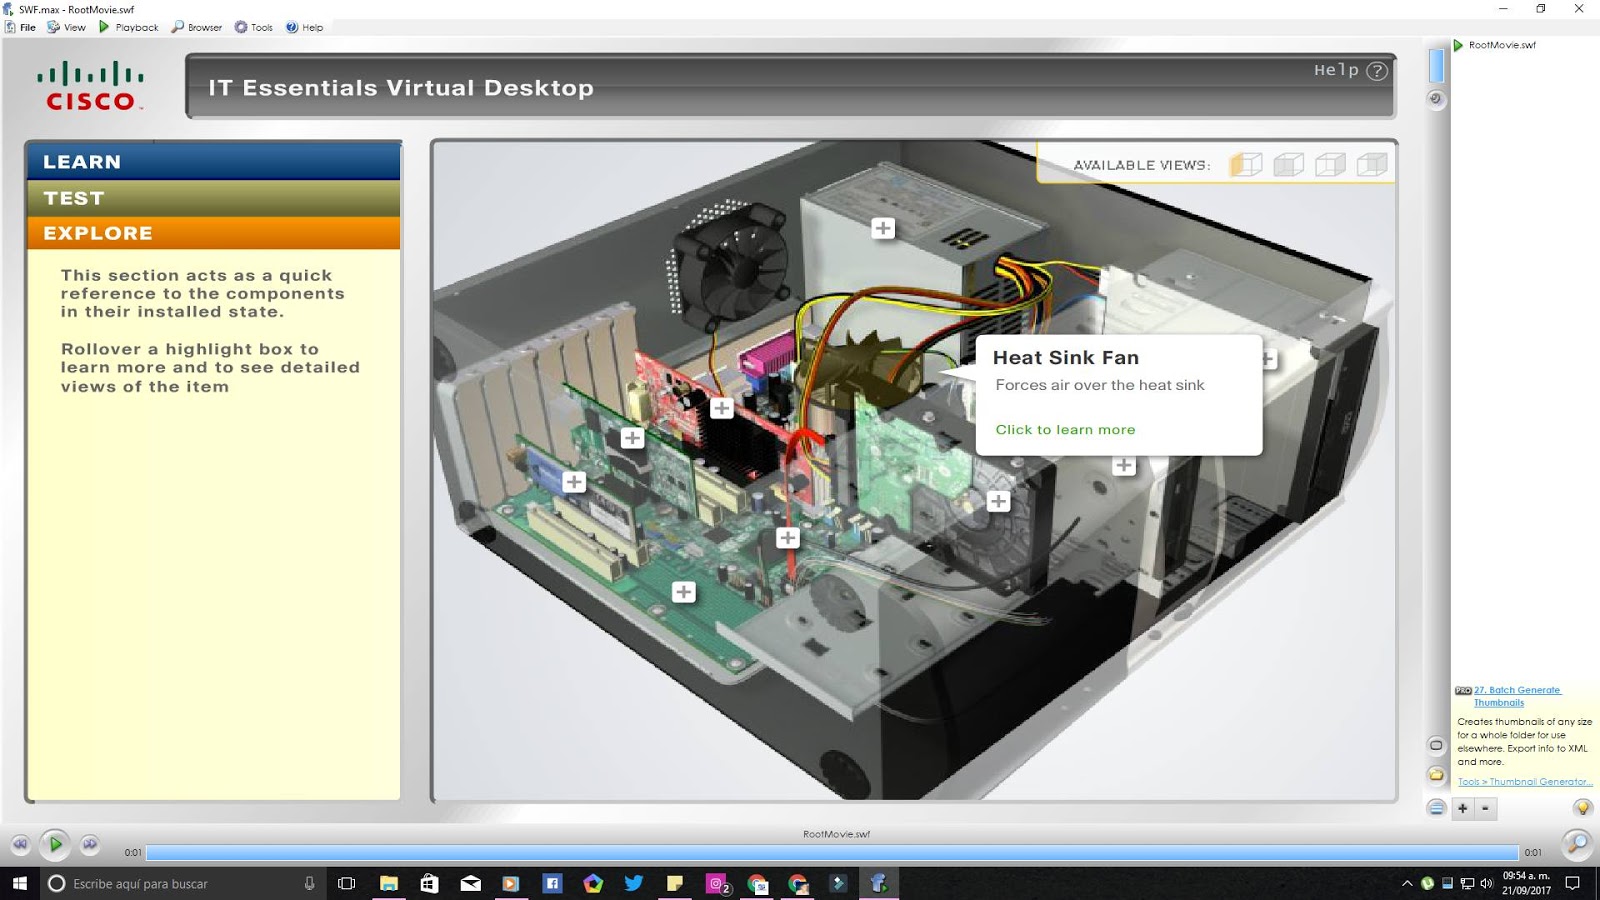 SWF.max - RootMovie.swf
File View Playback Browser Tools Help
CISCO
IT Essentials Virtual Desktop
Help ?
LEARN
TEST
EXPLORE
This section acts as a quick
reference to the components
in their installed state.
Rollover a highlight box to
learn more and to see detailed
views of the item
AVAILABLE VIEWS:
Heat Sink Fan
Forces air over the heat sink
Click to learn more
RootMovie.swf
PRO 27. Batch Generate
Thumbnails
Creates thumbnails of any size
for a whole folder for use
elsewhere. Export info to XML
and more.
Tools > Thumbnail Generator...
RootMovie.swf
0:01
0:01
Escribe aquí para buscar
2
09:54 a. m.
21/09/2017